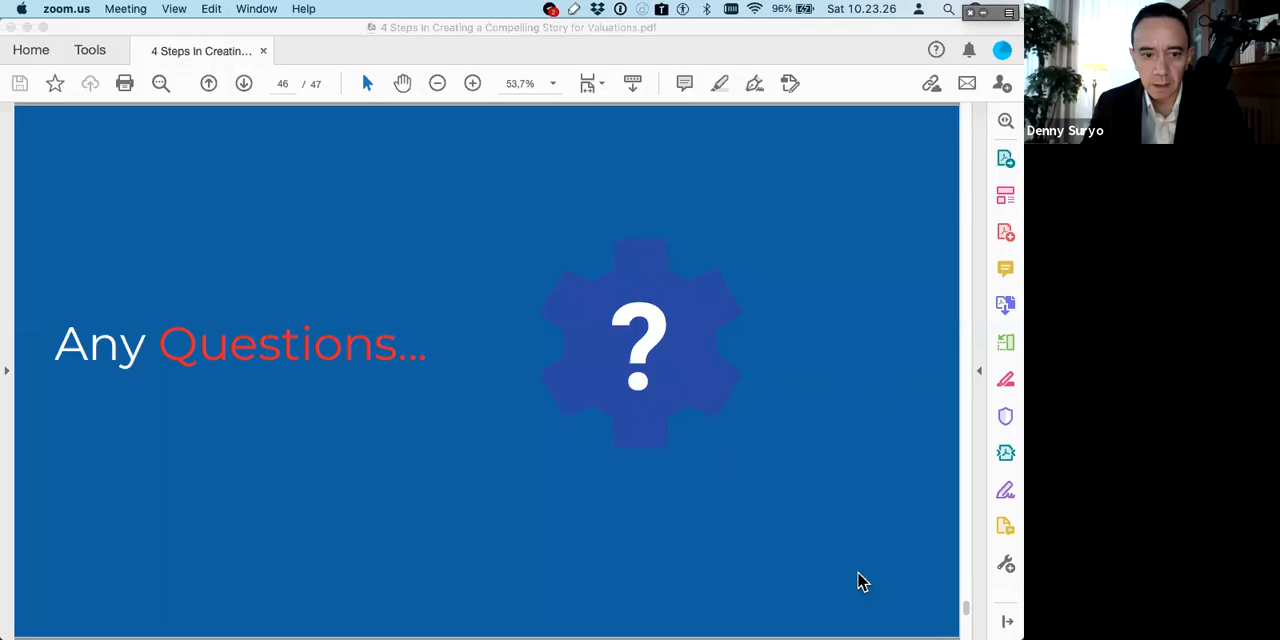 zoom.us Meeting View Edit Window Help 2 96% Sat 10.23.26
4 Steps In Creating a Compelling Story for Valuations.pdf
Home Tools 4 Steps In Creatin... ×
46 / 47 53,7%
Denny Suryo
Any Questions...
?